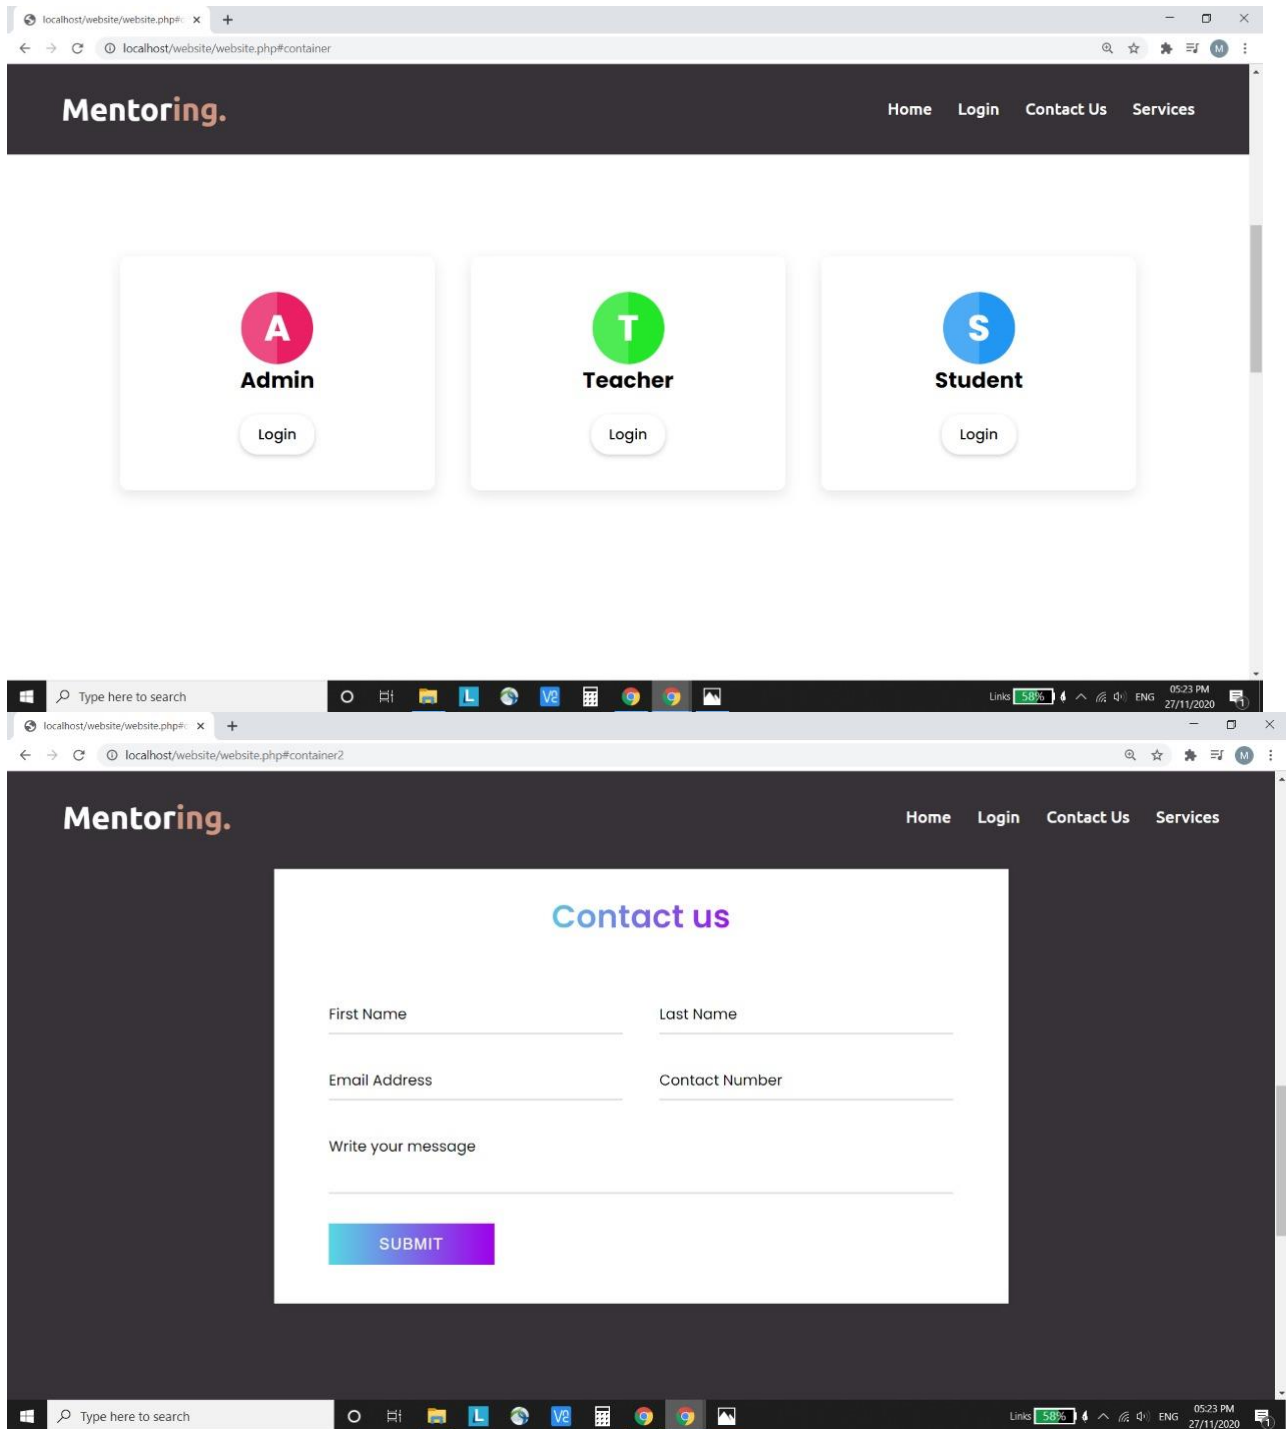 localhost/website/website.php#c
localhost/website/website.php#container
M
Mentoring.
Home Login Contact Us Services
A T S
Admin Teacher Student
Login Login Login
Type here to search
L
Links 58% ENG 05:23 PM
27/11/2020
1
localhost/website/website.php#c
localhost/website/website.php#container2
M
Mentoring.
Home Login Contact Us Services
Contact us
First Name Last Name
Email Address Contact Number
Write your message
SUBMIT
Type here to search
L
Links 58% ENG 05:23 PM
27/11/2020
1